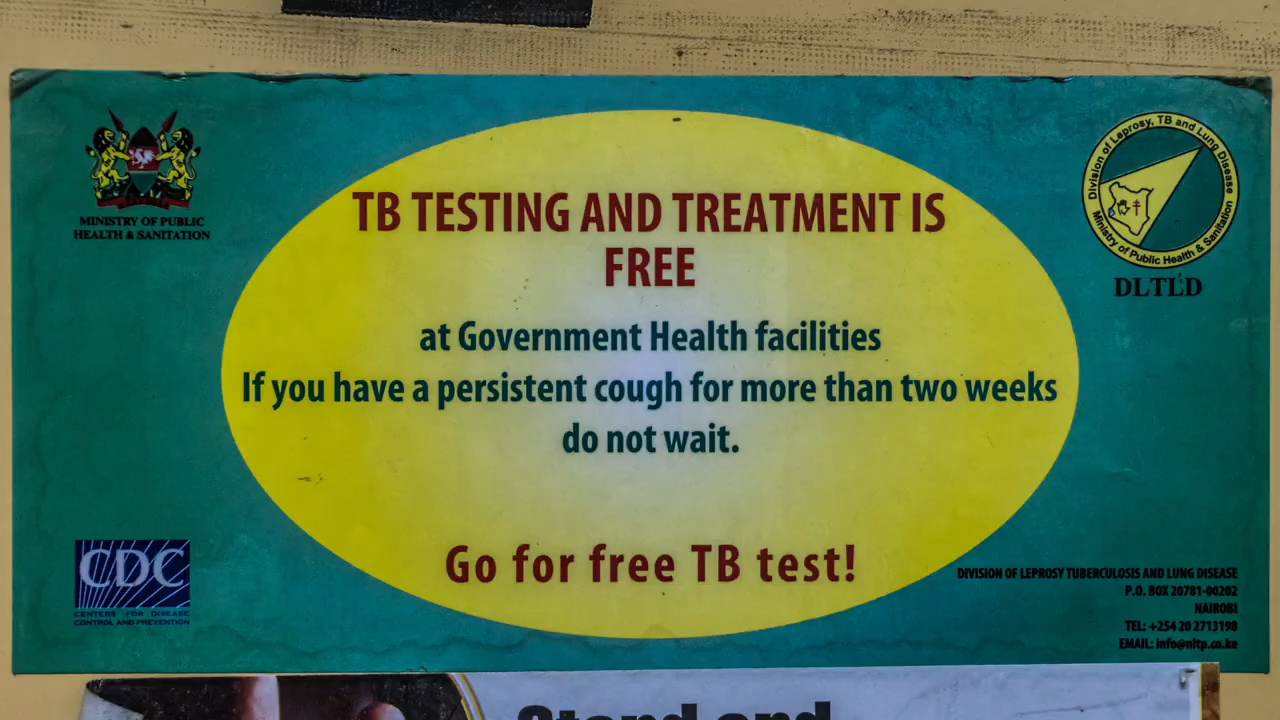 MINISTRY OF PUBLIC
HEALTH & SANITATION
Division of Leprosy, TB and Lung Disease
Ministry of Public Health & Sanitation
DLTLD
TB TESTING AND TREATMENT IS
FREE
at Government Health facilities
If you have a persistent cough for more than two weeks
do not wait.
Go for free TB test!
CDC
CENTERS FOR DISEASE
CONTROL AND PREVENTION
DIVISION OF LEPROSY TUBERCULOSIS AND LUNG DISEASE
P.O. BOX 20781-00202
NAIROBI
TEL: +254 20 2713198
EMAIL: info@nltp.co.ke
Stand and